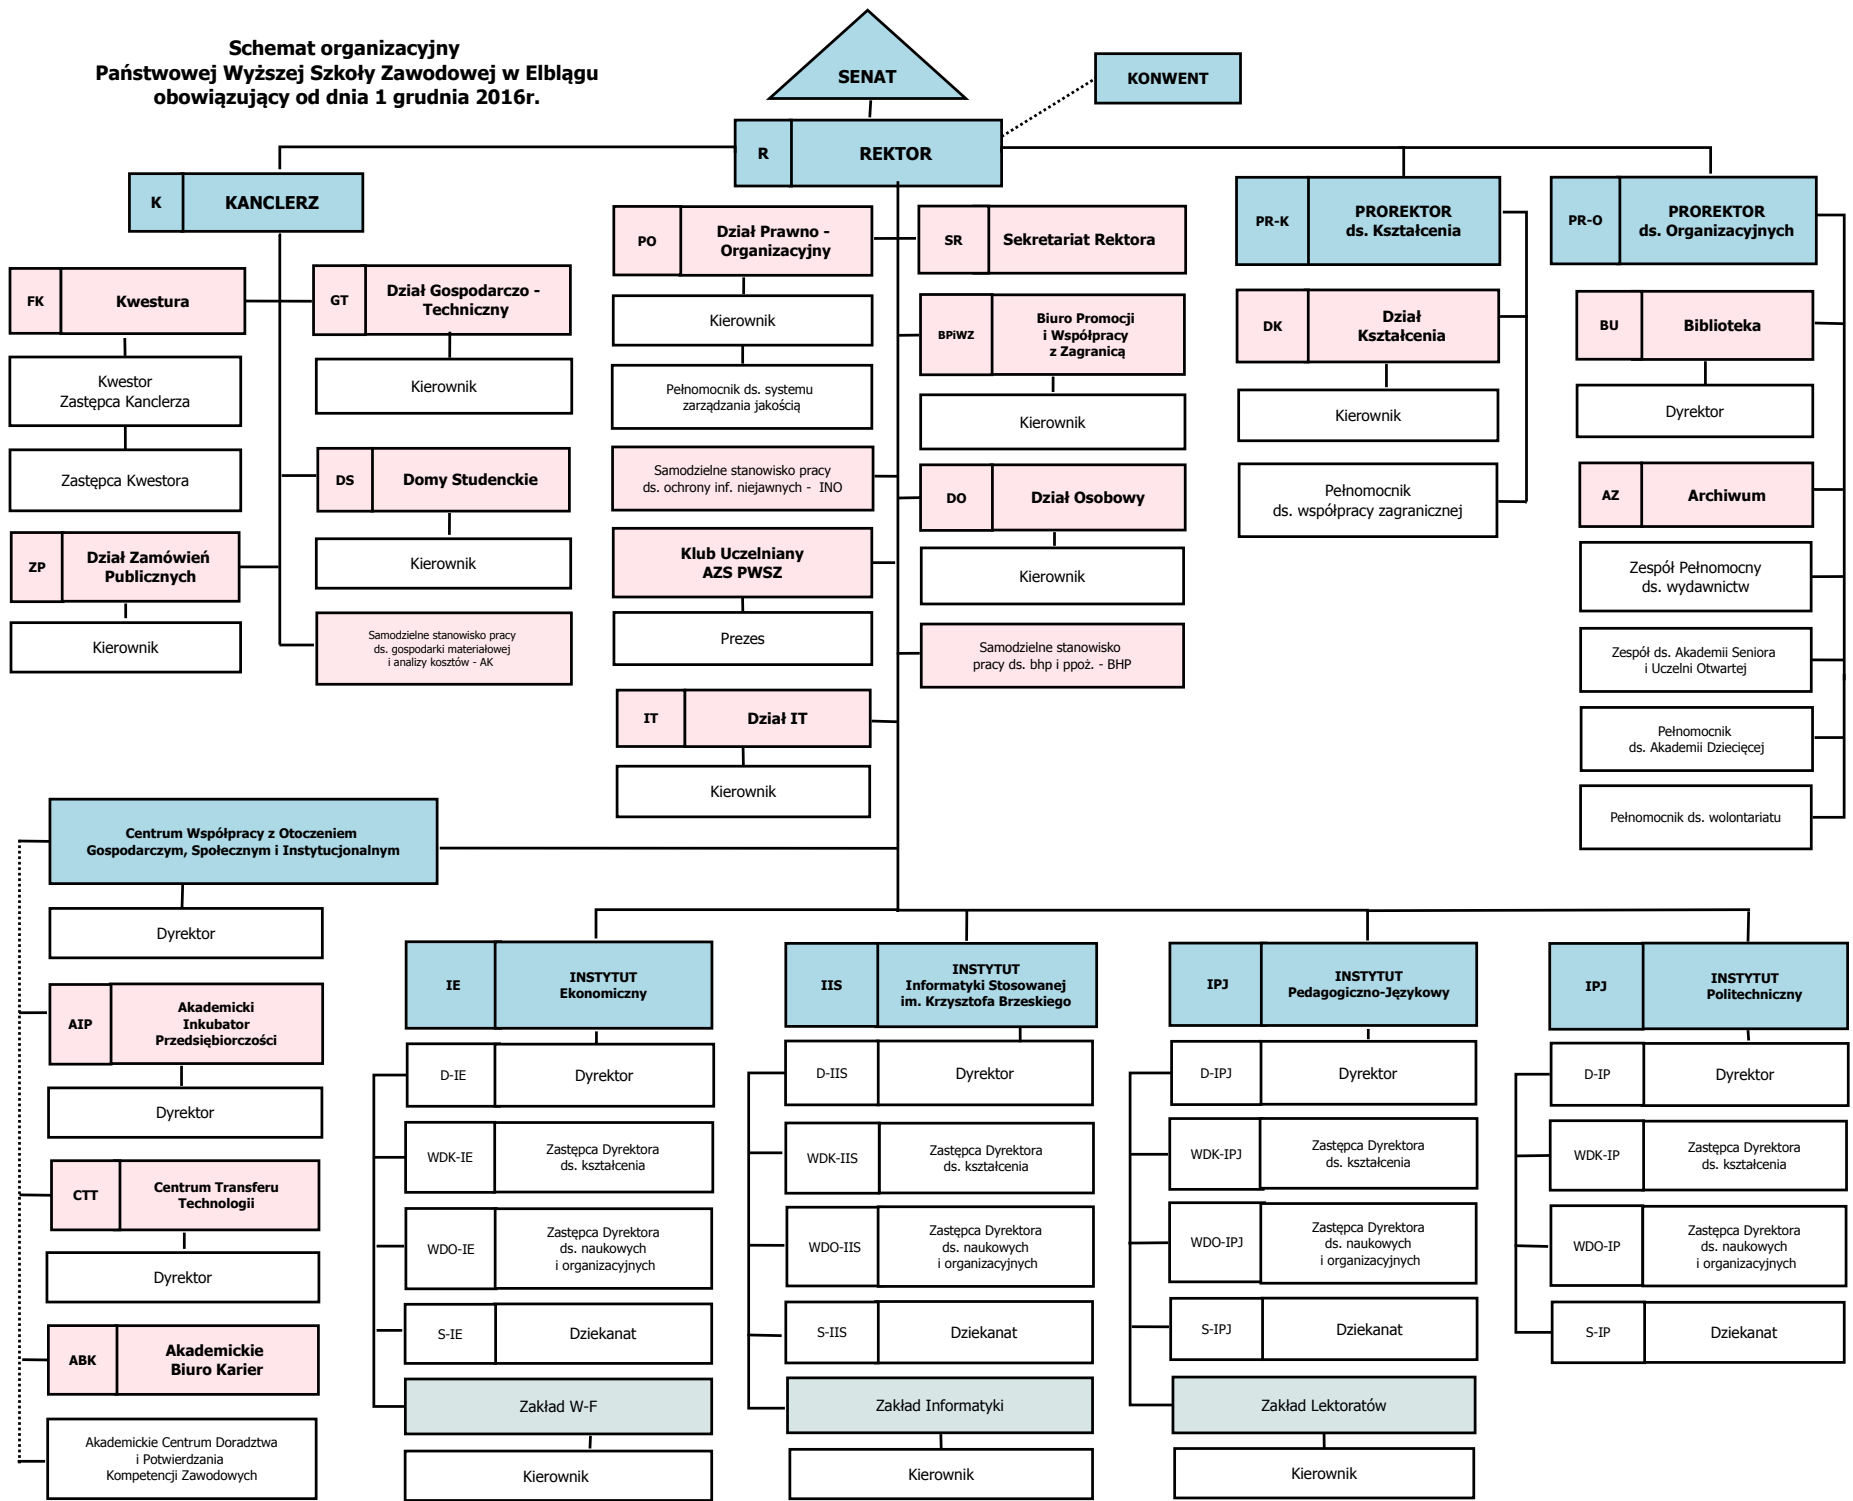 Schemat organizacyjny
Państwowej Wyższej Szkoły Zawodowej w Elblągu
obowiązujący od dnia 1 grudnia 2016r.
SENAT
KONWENT
R
REKTOR
K
KANCLERZ
FK
Kwestura
Kwestor
Zastępca Kanclerza
Zastępca Kwestora
ZP
Dział Zamówień
Publicznych
Kierownik
GT
Dział Gospodarczo -
Techniczny
Kierownik
DS
Domy Studenckie
Kierownik
Samodzielne stanowisko pracy
ds. gospodarki materiałowej
i analizy kosztów - AK
PO
Dział Prawno -
Organizacyjny
Kierownik
Pełnomocnik ds. systemu
zarządzania jakością
Samodzielne stanowisko pracy
ds. ochrony inf. niejawnych - INO
Klub Uczelniany
AZS PWSZ
Prezes
IT
Dział IT
Kierownik
SR
Sekretariat Rektora
BPiWZ
Biuro Promocji
i Współpracy
z Zagranicą
Kierownik
DO
Dział Osobowy
Kierownik
Samodzielne stanowisko
pracy ds. bhp i ppoż. - BHP
PR-K
PROREKTOR
ds. Kształcenia
DK
Dział
Kształcenia
Kierownik
Pełnomocnik
ds. współpracy zagranicznej
PR-O
PROREKTOR
ds. Organizacyjnych
BU
Biblioteka
Dyrektor
AZ
Archiwum
Zespół Pełnomocny
ds. wydawnictw
Zespół ds. Akademii Seniora
i Uczelni Otwartej
Pełnomocnik
ds. Akademii Dziecięcej
Pełnomocnik ds. wolontariatu
Centrum Współpracy z Otoczeniem
Gospodarczym, Społecznym i Instytucjonalnym
Dyrektor
AIP
Akademicki
Inkubator
Przedsiębiorczości
Dyrektor
CTT
Centrum Transferu
Technologii
Dyrektor
ABK
Akademickie
Biuro Karier
Akademickie Centrum Doradztwa
i Potwierdzania
Kompetencji Zawodowych
IE
INSTYTUT
Ekonomiczny
D-IE
Dyrektor
WDK-IE
Zastępca Dyrektora
ds. kształcenia
WDO-IE
Zastępca Dyrektora
ds. naukowych
i organizacyjnych
S-IE
Dziekanat
Zakład W-F
Kierownik
IIS
INSTYTUT
Informatyki Stosowanej
im. Krzysztofa Brzeskiego
D-IIS
Dyrektor
WDK-IIS
Zastępca Dyrektora
ds. kształcenia
WDO-IIS
Zastępca Dyrektora
ds. naukowych
i organizacyjnych
S-IIS
Dziekanat
Zakład Informatyki
Kierownik
IPJ
INSTYTUT
Pedagogiczno-Językowy
D-IPJ
Dyrektor
WDK-IPJ
Zastępca Dyrektora
ds. kształcenia
WDO-IPJ
Zastępca Dyrektora
ds. naukowych
i organizacyjnych
S-IPJ
Dziekanat
Zakład Lektoratów
Kierownik
IPJ
INSTYTUT
Politechniczny
D-IP
Dyrektor
WDK-IP
Zastępca Dyrektora
ds. kształcenia
WDO-IP
Zastępca Dyrektora
ds. naukowych
i organizacyjnych
S-IP
Dziekanat